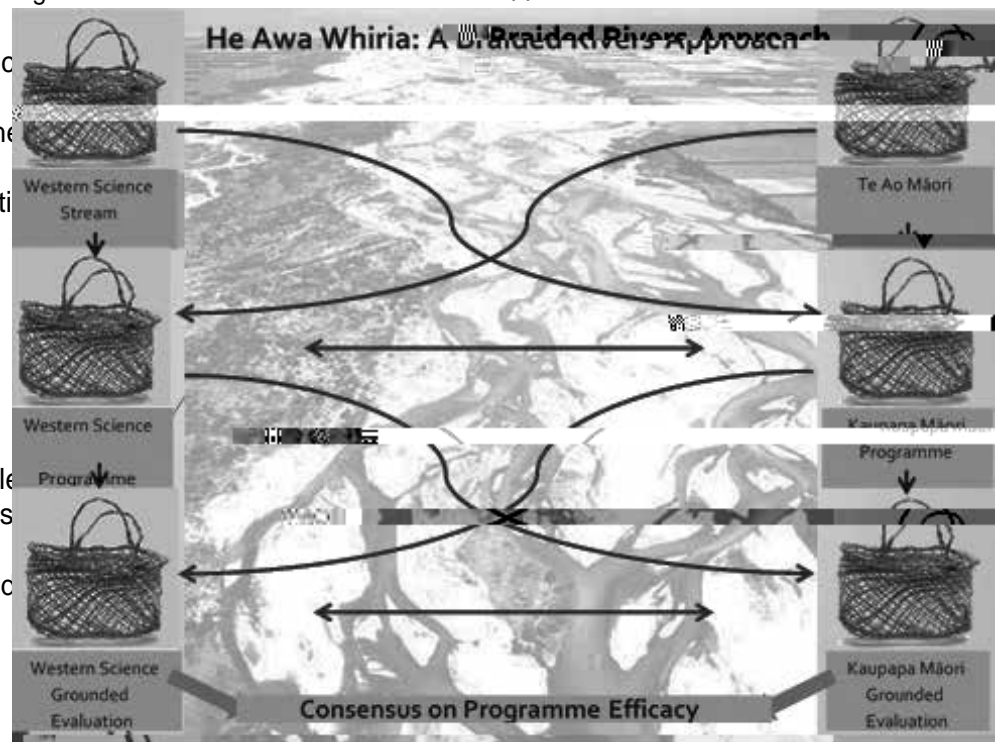 He Awa Whiria: A Braided Rivers Approach
Western Science
Stream
Te Ao Māori
Western Science
Programme
Kaupapa Māori
Programme
Western Science
Grounded
Evaluation
Kaupapa Māori
Grounded
Evaluation
Consensus on Programme Efficacy